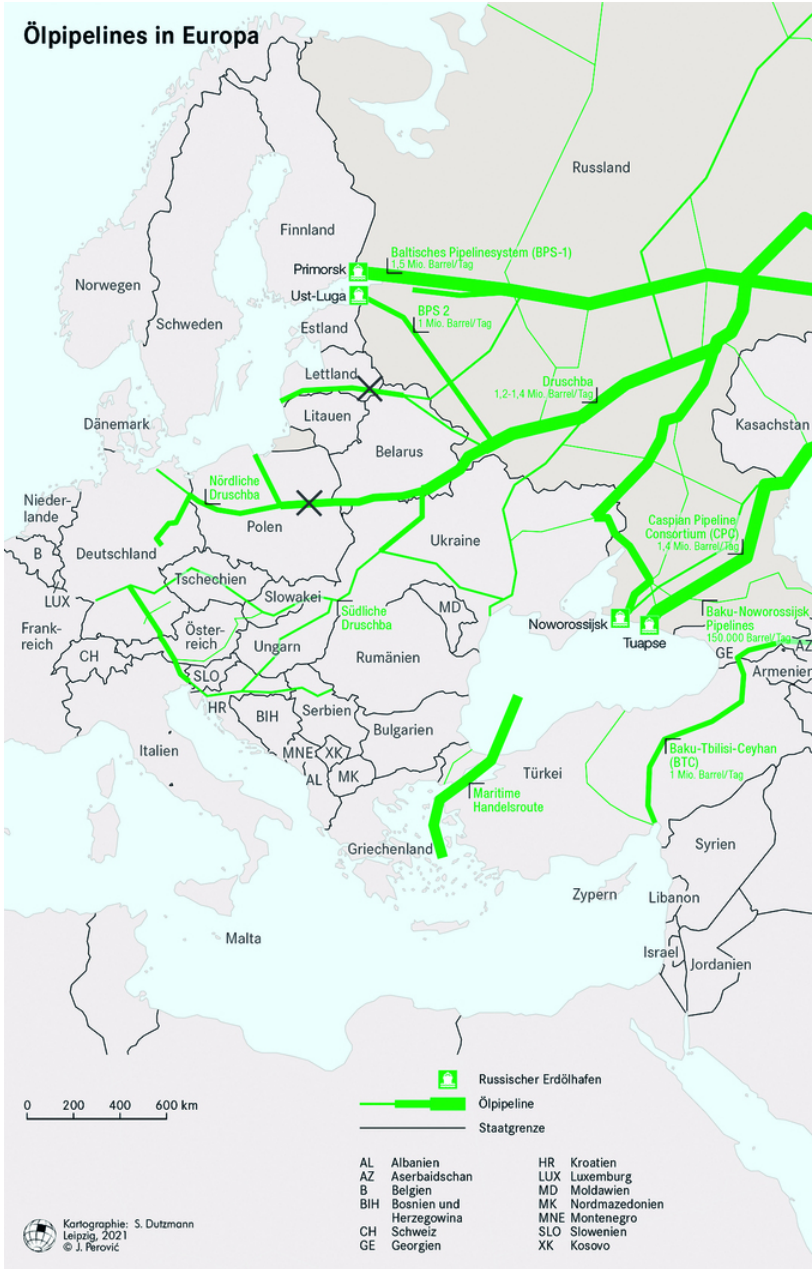 Ölpipelines in Europa
Russland
Finnland
Norwegen
Schweden
Primorsk
Baltisches Pipelinesystem (BPS-1)
1,5 Mio. Barrel/Tag
Ust-Luga
BPS 2
1 Mio. Barrel/Tag
Estland
Lettland
Druschba
1,2-1,4 Mio. Barrel/Tag
Litauen
Dänemark
Kasachstan
Belarus
Nördliche
Druschba
Nieder-
lande
Polen
Caspian Pipeline
Consortium (CPC)
1,4 Mio. Barrel/Tag
Ukraine
B
Deutschland
Tschechien
LUX
Slowakei
Frank-
reich
Öster-
reich
Südliche
Druschba
MD
Noworossijsk
Tuapse
Baku-Noworossijsk
Pipelines
150.000 Barrel/Tag
CH
Ungarn
Rumänien
GE
AZ
Armenien
SLO
HR
BIH
Serbien
Bulgarien
Italien
MNE
XK
AL
MK
Türkei
Baku-Tbilisi-Ceyhan
(BTC)
1 Mio. Barrel/Tag
Maritime
Handelsroute
Griechenland
Syrien
Zypern
Libanon
Malta
Israel
Jordanien
Russischer Erdölhafen
0 200 400 600 km
Ölpipeline
Staatgrenze
AL Albanien
AZ Aserbaidschan
B Belgien
BIH Bosnien und
Herzegowina
CH Schweiz
GE Georgien
HR Kroatien
LUX Luxemburg
MD Moldawien
MK Nordmazedonien
MNE Montenegro
SLO Slowenien
XK Kosovo
Kartographie: S. Dutzmann
Leipzig, 2021
© J. Perović